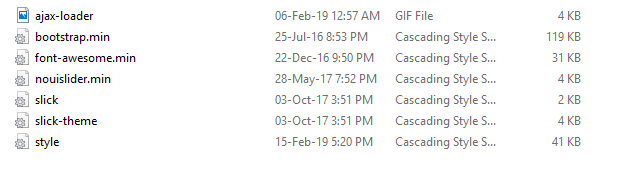 ajax-loader 06-Feb-19 12:57 AM GIF File 4 KB
bootstrap.min 25-Jul-16 8:53 PM Cascading Style S... 119 KB
font-awesome.min 22-Dec-16 9:50 PM Cascading Style S... 31 KB
nouislider.min 28-May-17 7:52 PM Cascading Style S... 4 KB
slick 03-Oct-17 3:51 PM Cascading Style S... 2 KB
slick-theme 03-Oct-17 3:51 PM Cascading Style S... 4 KB
style 15-Feb-19 5:20 PM Cascading Style S... 41 KB